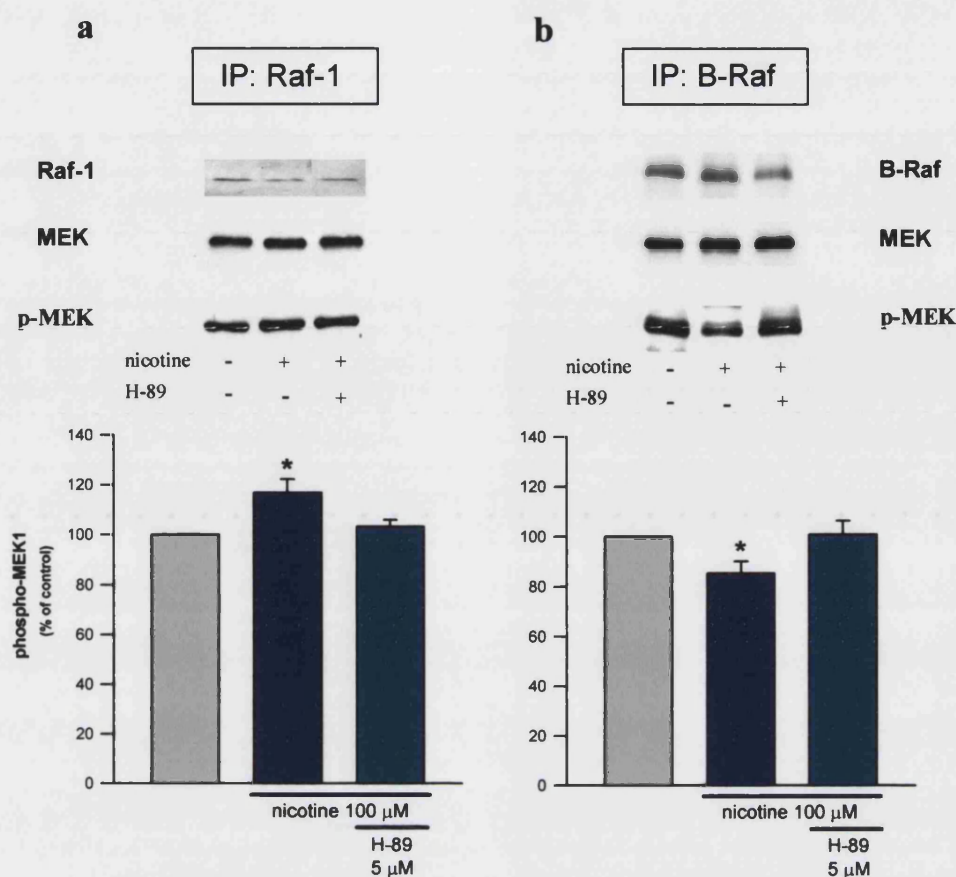 a
IP: Raf-1
Raf-1
MEK
p-MEK
nicotine - + +
H-89 - - +
140
120
100
80
60
40
20
0
phospho-MEK1
(% of control)
*
nicotine 100 μM
H-89
5 μM
b
IP: B-Raf
B-Raf
MEK
p-MEK
nicotine - + +
H-89 - - +
140
120
100
80
60
40
20
0
*
nicotine 100 μM
H-89
5 μM